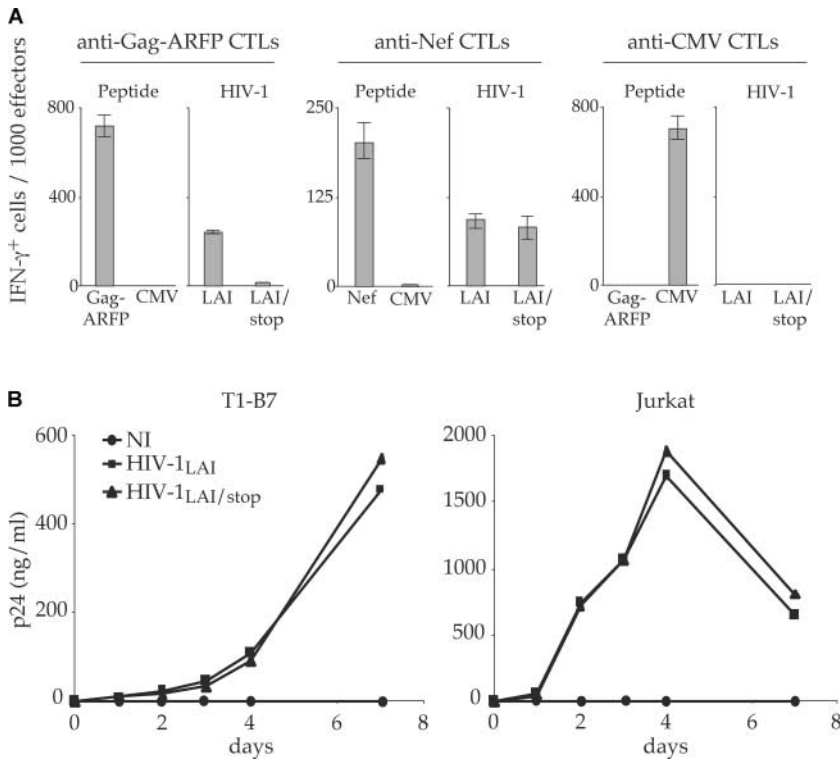 A
anti-Gag-ARFP CTLs
anti-Nef CTLs
anti-CMV CTLs
Peptide
HIV-1
Peptide
HIV-1
Peptide
HIV-1
IFN-γ+ cells / 1000 effectors
800
400
0
250
125
0
800
400
0
Gag-
ARFP
CMV
LAI
LAI/
stop
Nef
CMV
LAI
LAI/
stop
Gag-
ARFP
CMV
LAI
LAI/
stop
B
T1-B7
Jurkat
NI
HIV-1LAI
HIV-1LAI/stop
p24 (ng/ml)
600
400
200
0
0
2
4
6
8
days
2000
1500
1000
500
0
0
2
4
6
8
days